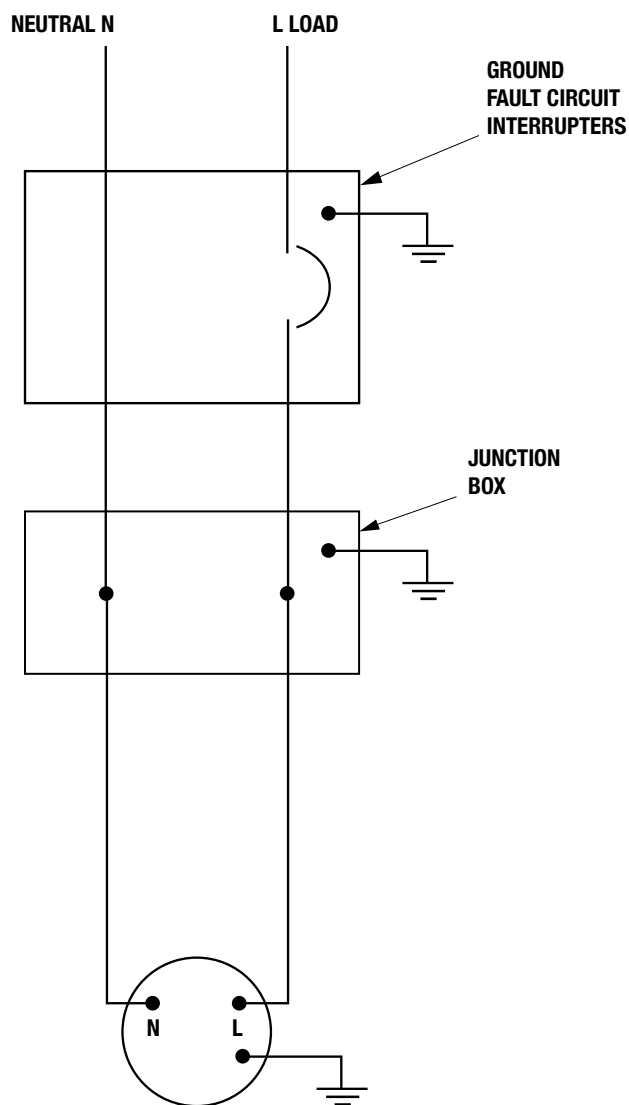 NEUTRAL N
L LOAD
GROUND
FAULT CIRCUIT
INTERRUPTERS
JUNCTION
BOX
N
L